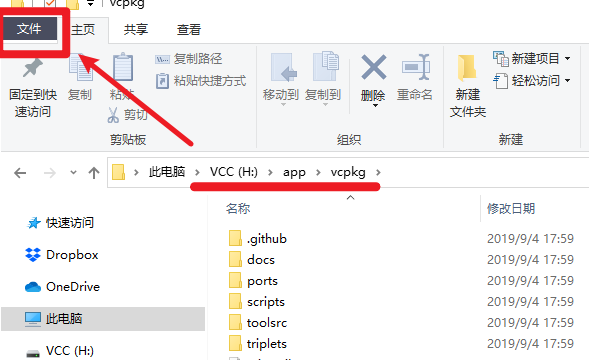 vcpkg
文件 主页 共享 查看
固定到快速访问
复制
粘贴
复制路径
粘贴快捷方式
剪切
剪贴板
移动到
复制到
删除
重命名
组织
新建文件夹
新建项目
轻松访问
新建
此电脑 VCC (H:) app vcpkg
名称 修改日期
快速访问
Dropbox
OneDrive
此电脑
VCC (H:)
.github 2019/9/4 17:59
docs 2019/9/4 17:59
ports 2019/9/4 17:59
scripts 2019/9/4 17:59
toolsrc 2019/9/4 17:59
triplets 2019/9/4 17:59